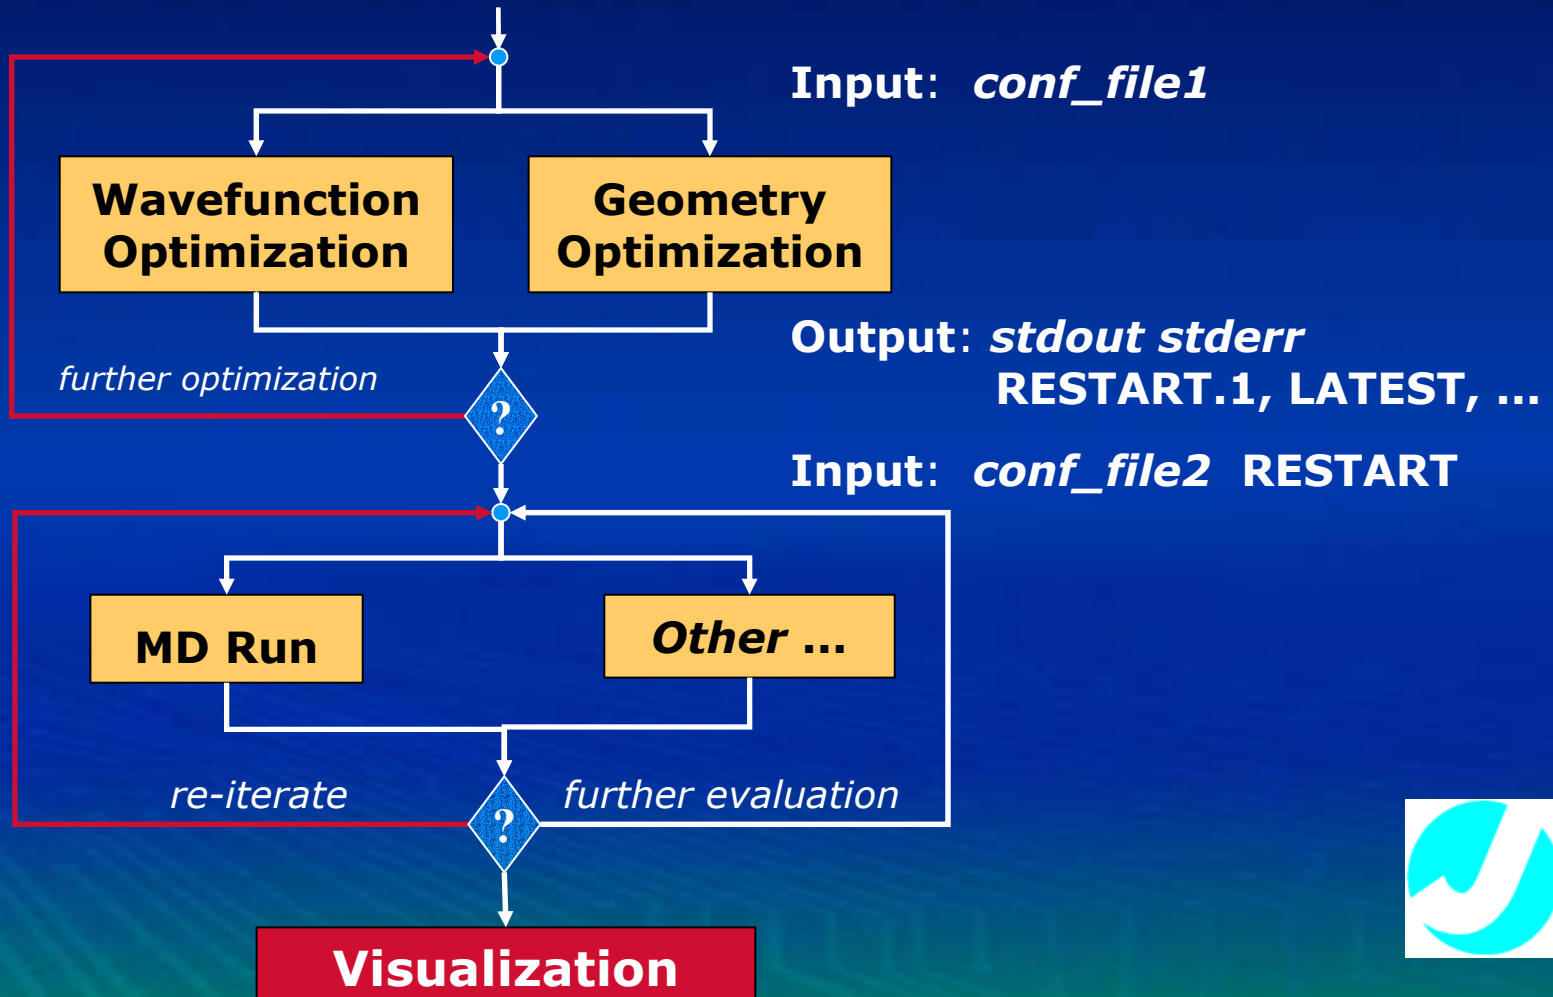 Input: conf_file1
Wavefunction
Optimization
Geometry
Optimization
Output: stdout stderr
RESTART.1, LATEST, ...
further optimization
?
Input: conf_file2 RESTART
MD Run
Other ...
re-iterate
further evaluation
?
Visualization